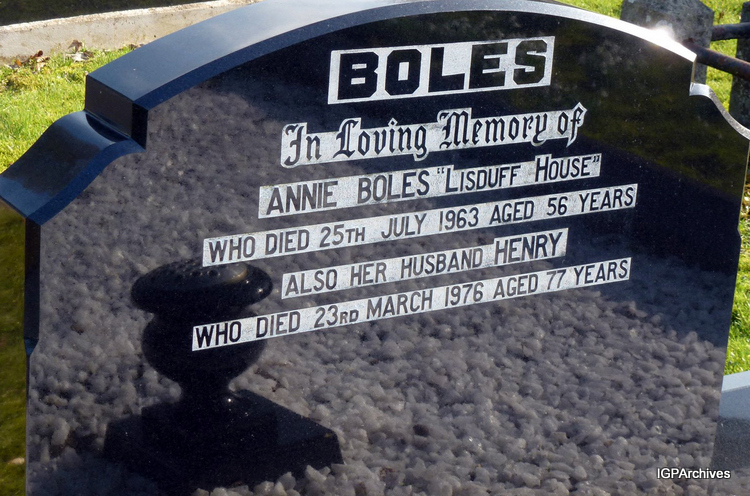 BOLES
In Loving Memory of
ANNIE BOLES "LISDUFF HOUSE"
WHO DIED 25TH JULY 1963 AGED 56 YEARS
ALSO HER HUSBAND HENRY
WHO DIED 23RD MARCH 1976 AGED 77 YEARS
IGPArchives